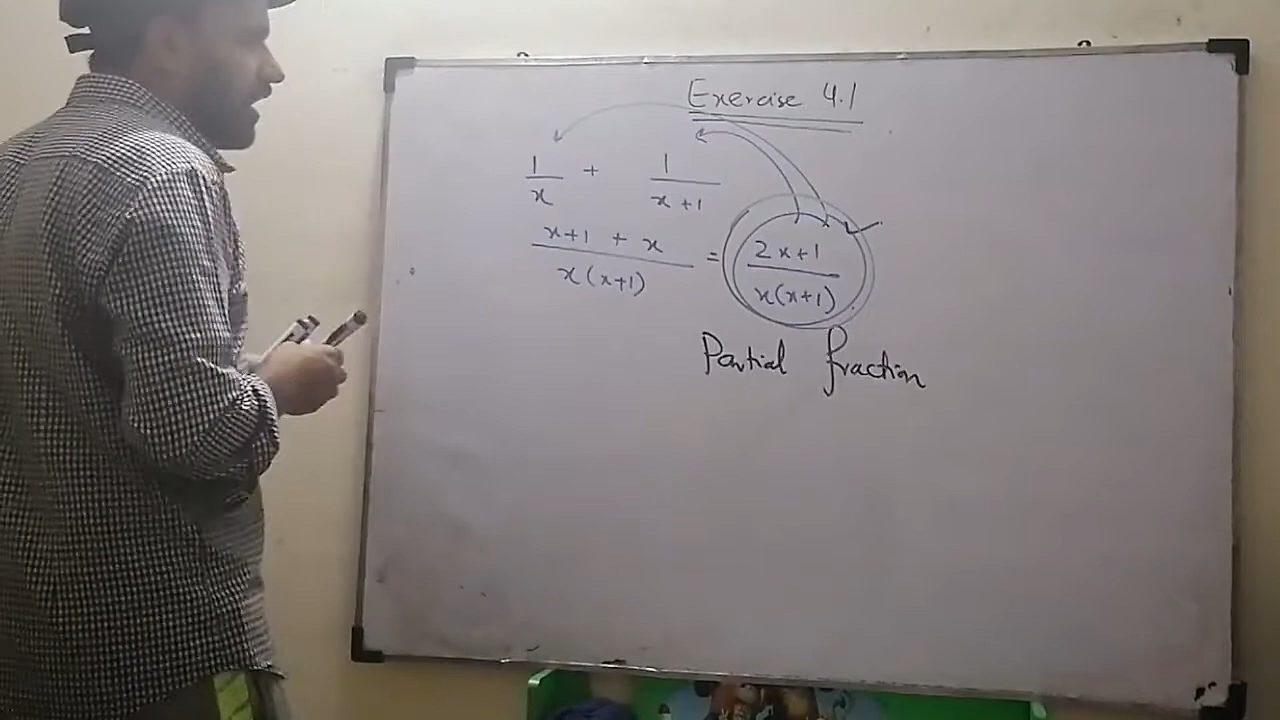 Exercise 4.1
1/x + 1/(x+1)
(x+1 + x)/(x(x+1)) = (2x+1)/(x(x+1))
Partial fraction